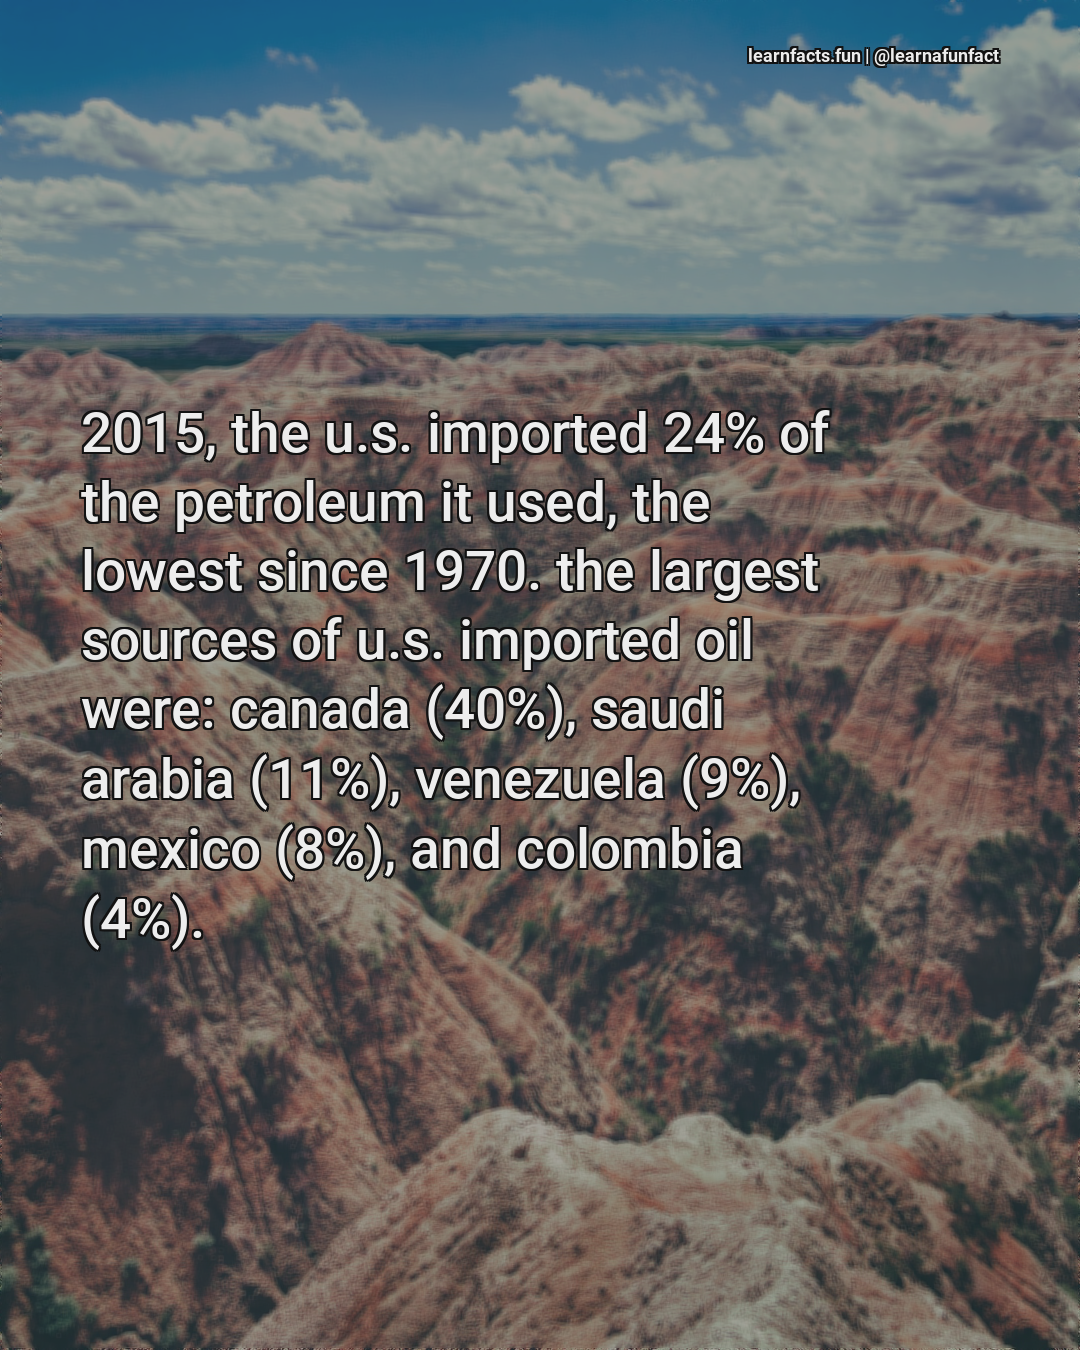 learnfacts.fun | @learnafunfact
2015, the u.s. imported 24% of
the petroleum it used, the
lowest since 1970. the largest
sources of u.s. imported oil
were: canada (40%), saudi
arabia (11%), venezuela (9%),
mexico (8%), and colombia
(4%).